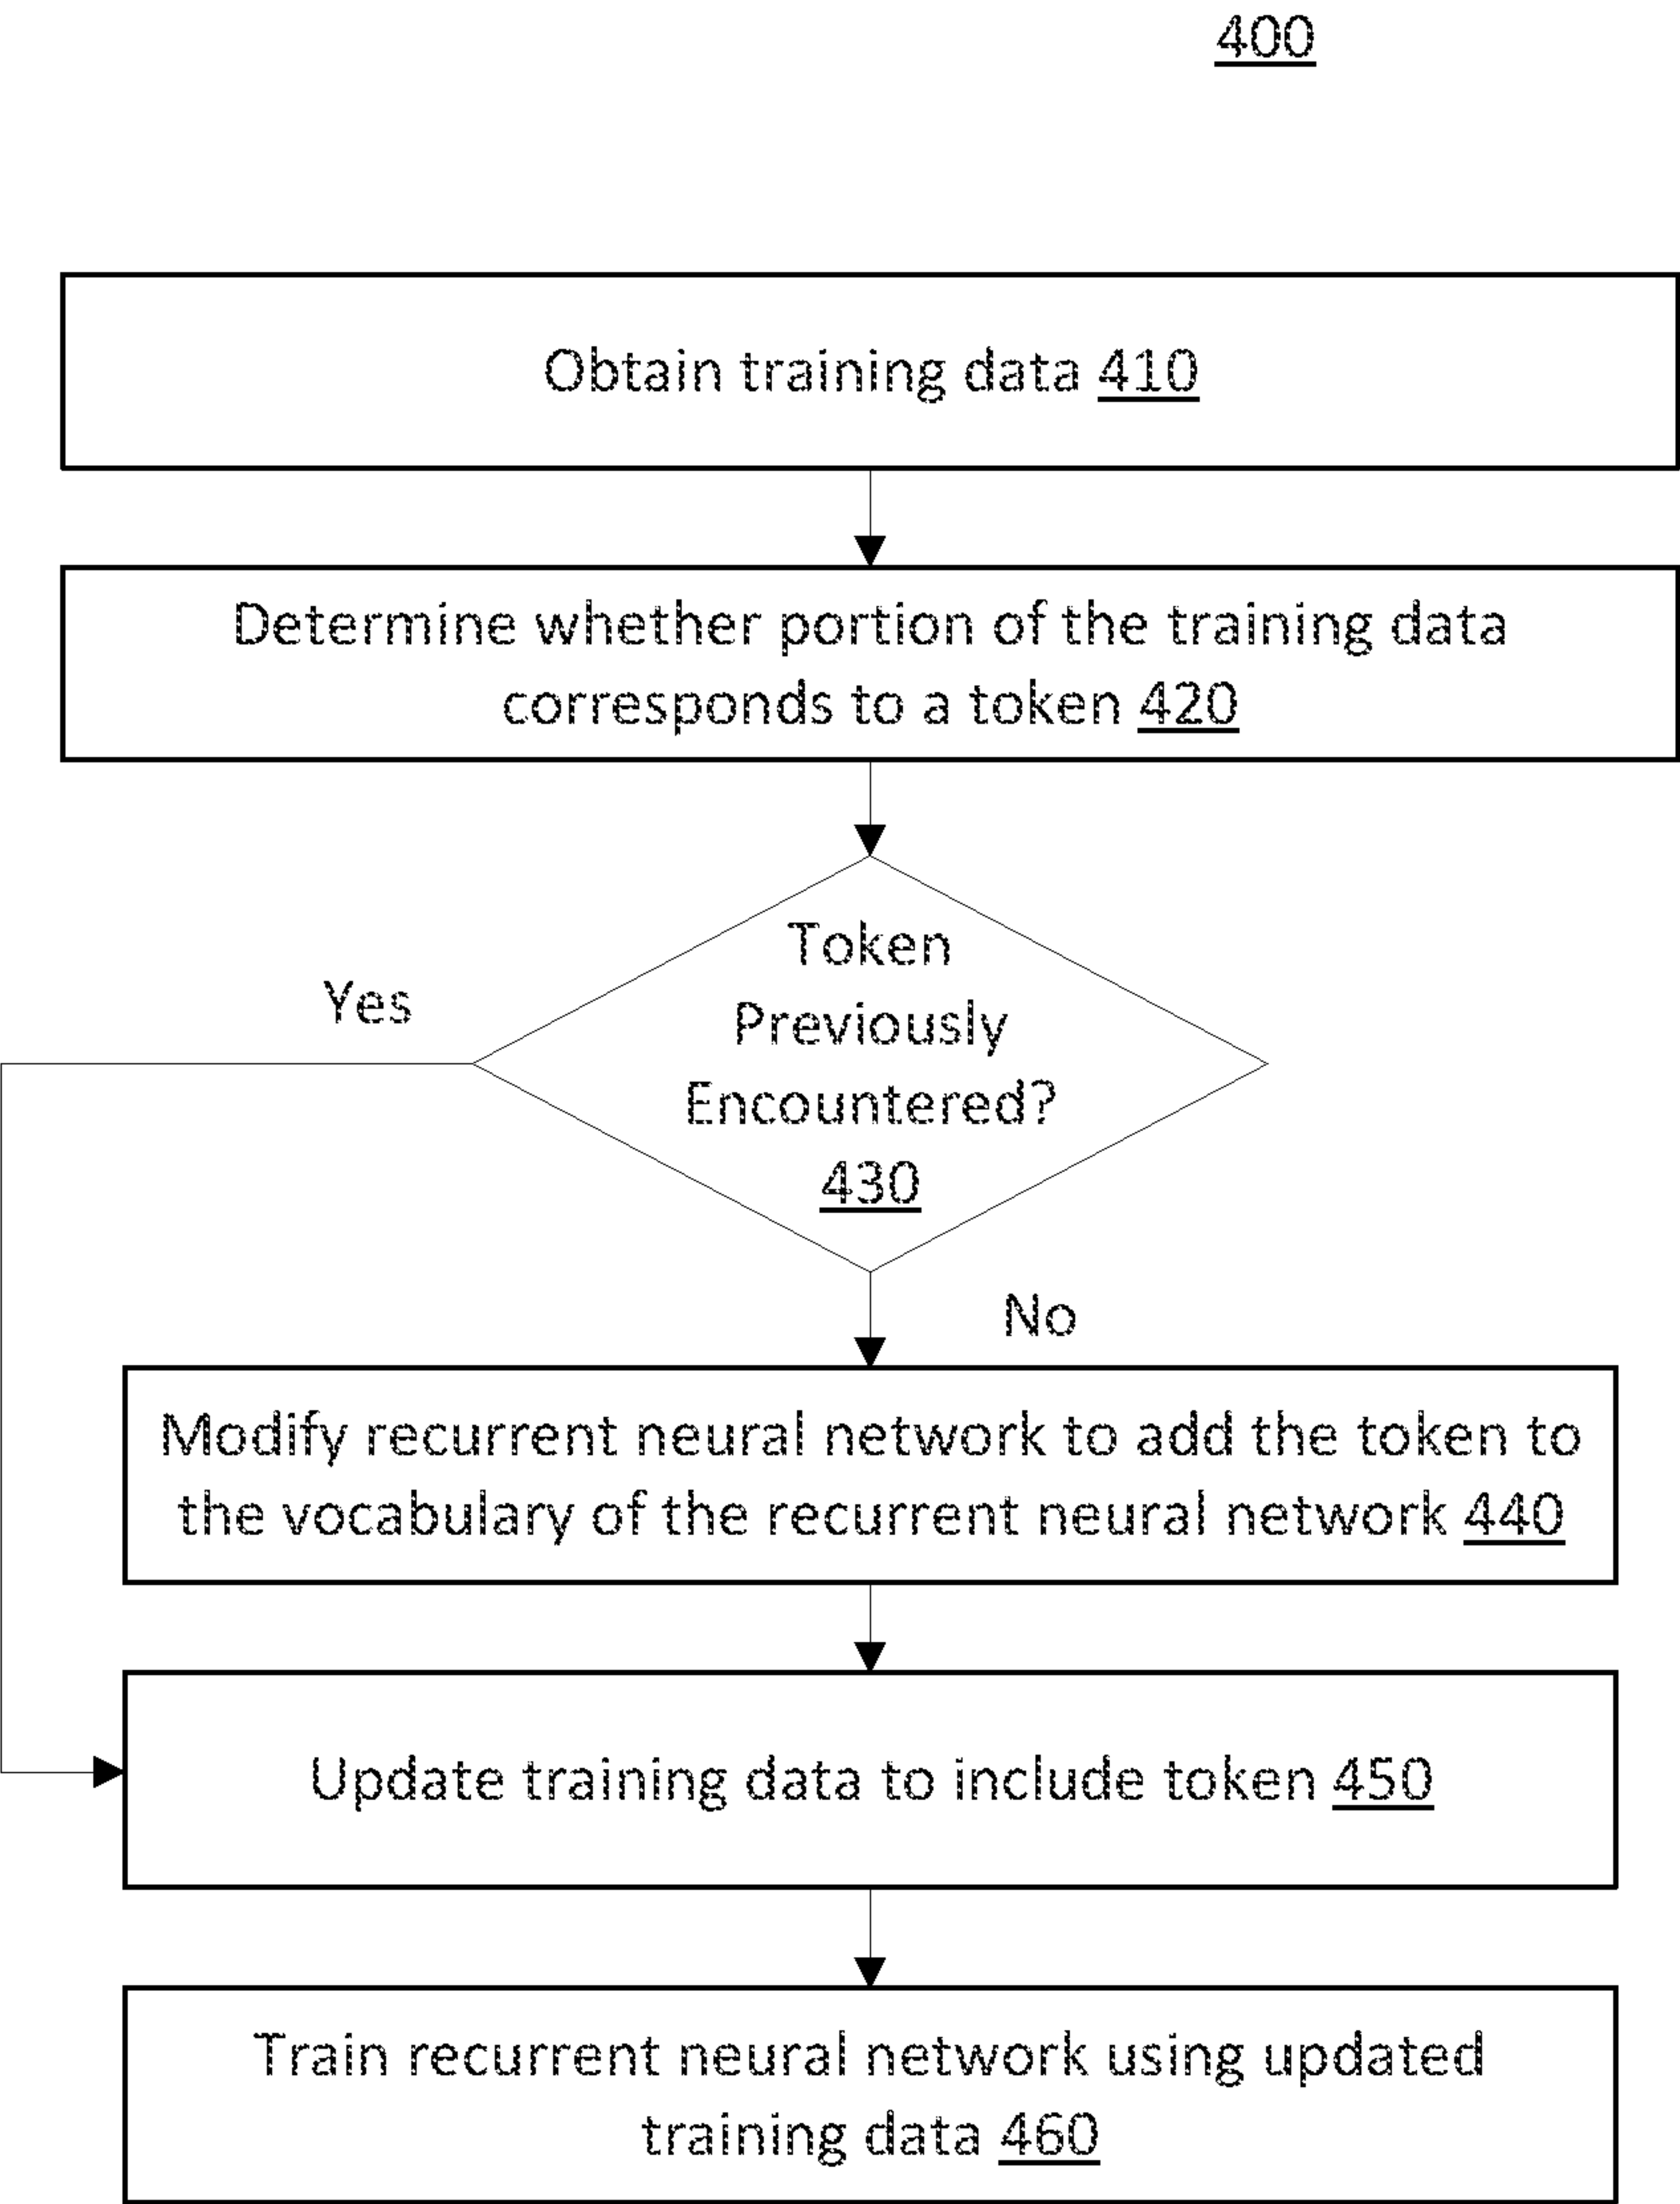 400
Obtain training data 410
Determine whether portion of the training data
corresponds to a token 420
Token
Previously
Encountered?
430
Yes
No
Modify recurrent neural network to add the token to
the vocabulary of the recurrent neural network 440
Update training data to include token 450
Train recurrent neural network using updated
training data 460